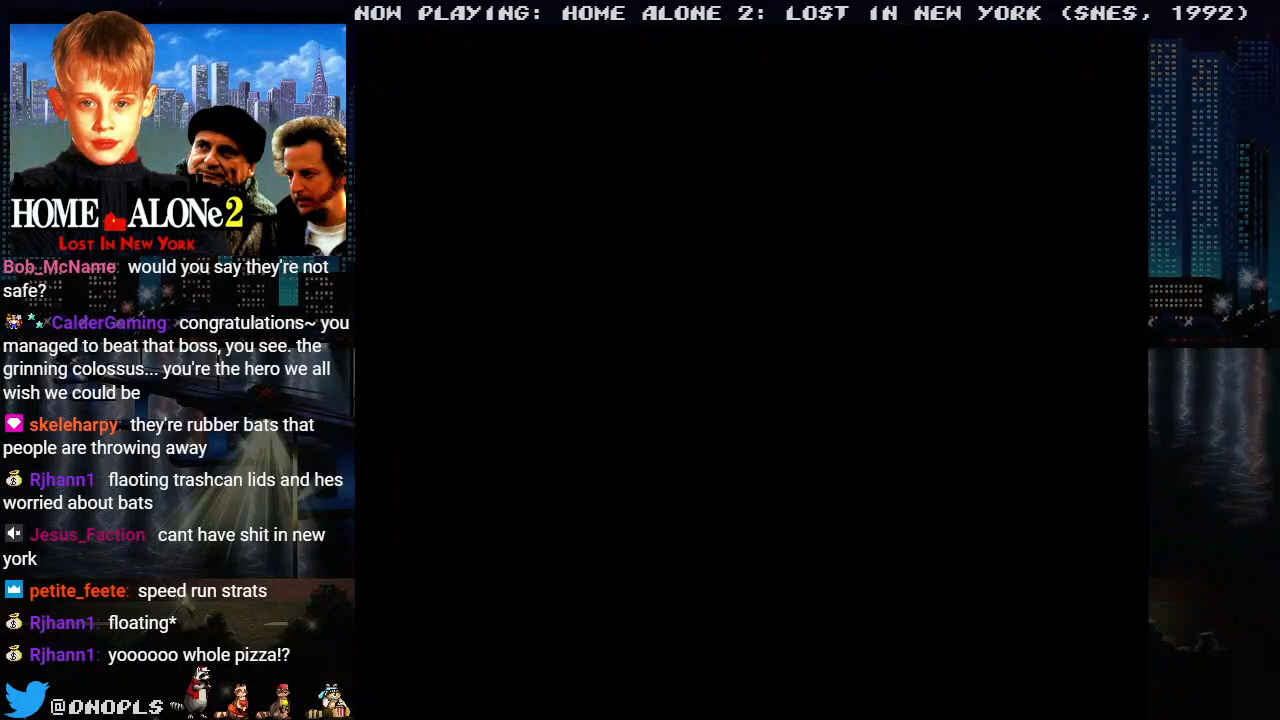 NOW PLAYING: HOME ALONE 2: LOST IN NEW YORK (SNES, 1992)
HOME ALONe 2
LOST IN NEW YORK
Bob_McName: would you say they're not
safe?
CalderGaming: congratulations~ you
managed to beat that boss, you see. the
grinning colossus... you're the hero we all
wish we could be
skeleharpy: they're rubber bats that
people are throwing away
Rjhann1: flaoting trashcan lids and hes
worried about bats
Jesus_Faction cant have shit in new
york
petite_feete: speed run strats
Rjhann1: floating*
Rjhann1: yoooooo whole pizza!?
@ONOPLS